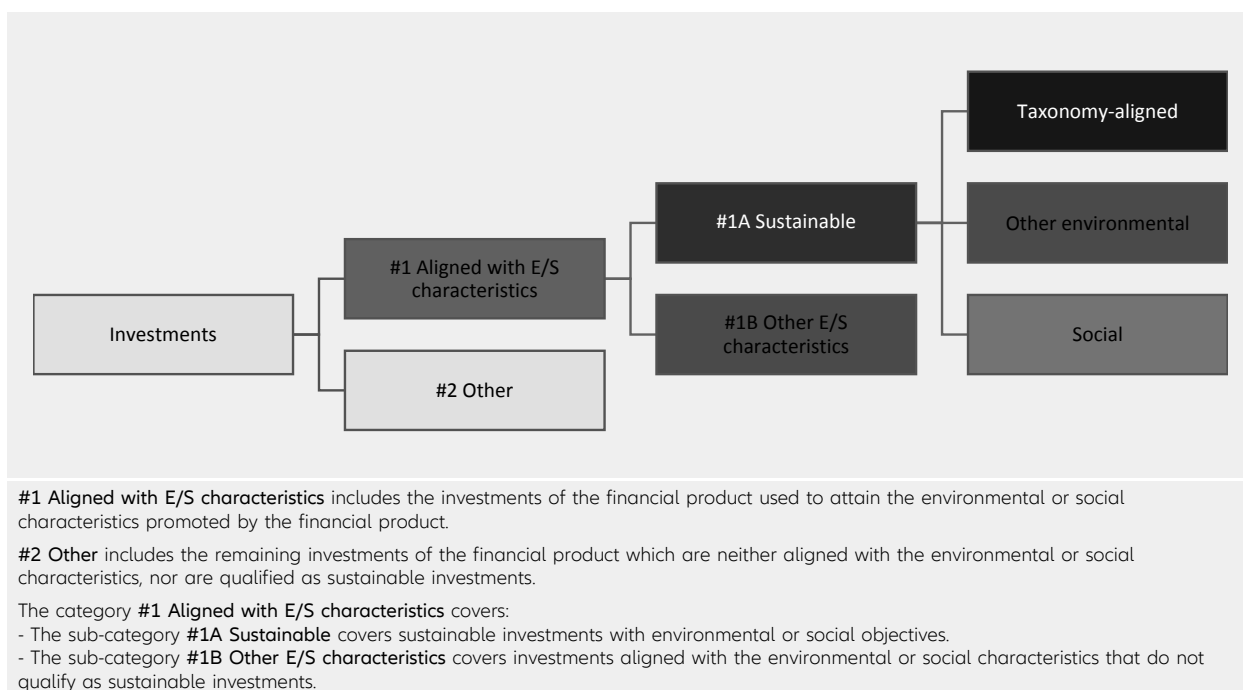 Taxonomy-aligned
#1A Sustainable
Other environmental
#1 Aligned with E/S
characteristics
Investments
#1B Other E/S
characteristics
Social
#2 Other
#1 Aligned with E/S characteristics includes the investments of the financial product used to attain the environmental or social
characteristics promoted by the financial product.
#2 Other includes the remaining investments of the financial product which are neither aligned with the environmental or social
characteristics, nor are qualified as sustainable investments.
The category #1 Aligned with E/S characteristics covers:
- The sub-category #1A Sustainable covers sustainable investments with environmental or social objectives.
- The sub-category #1B Other E/S characteristics covers investments aligned with the environmental or social characteristics that do not
qualify as sustainable investments.